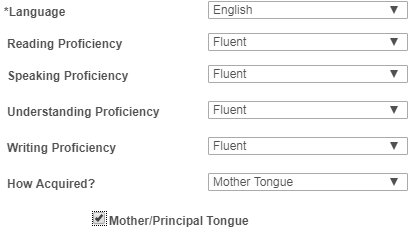 *Language English
Reading Proficiency Fluent
Speaking Proficiency Fluent
Understanding Proficiency Fluent
Writing Proficiency Fluent
How Acquired? Mother Tongue
Mother/Principal Tongue